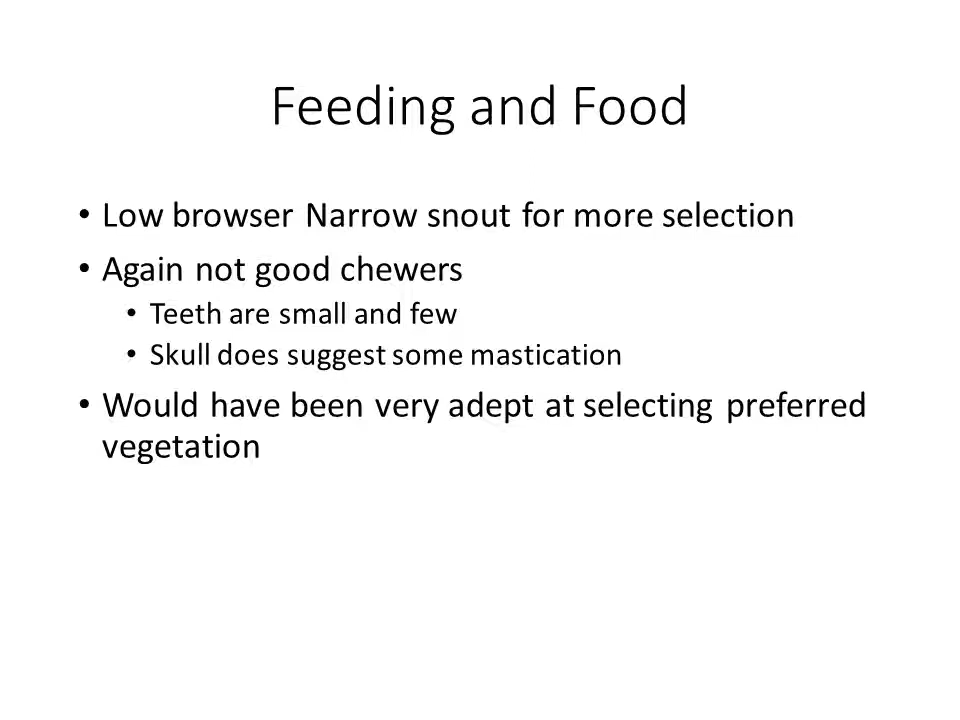 Feeding and Food
• Low browser Narrow snout for more selection
• Again not good chewers
• Teeth are small and few
• Skull does suggest some mastication
• Would have been very adept at selecting preferred
vegetation